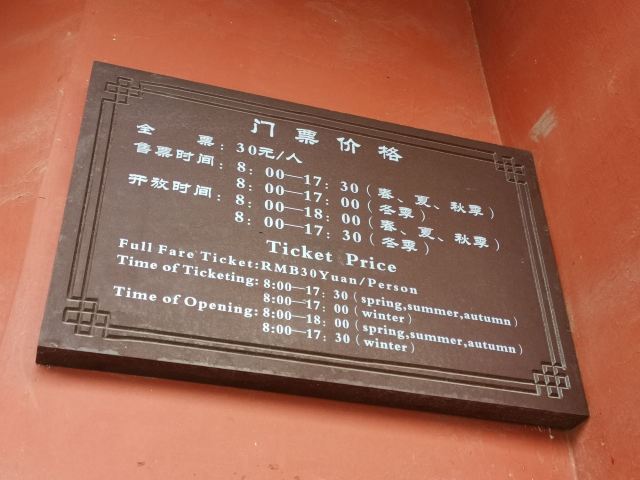 门票价格
全 票：30元/人
售票时间：8：00—17：30（春、夏、秋季）
8：00—17：00（冬季）
开放时间：8：00—18：00（春、夏、秋季）
8：00—17：30（冬季）
Ticket Price
Full Fare Ticket:RMB30Yuan/Person
Time of Ticketing:8:00—17：30（spring,summer,autumn）
8:00—17：00（winter）
Time of Opening:8:00—18：00（spring,summer,autumn）
8:00—17：30（winter）